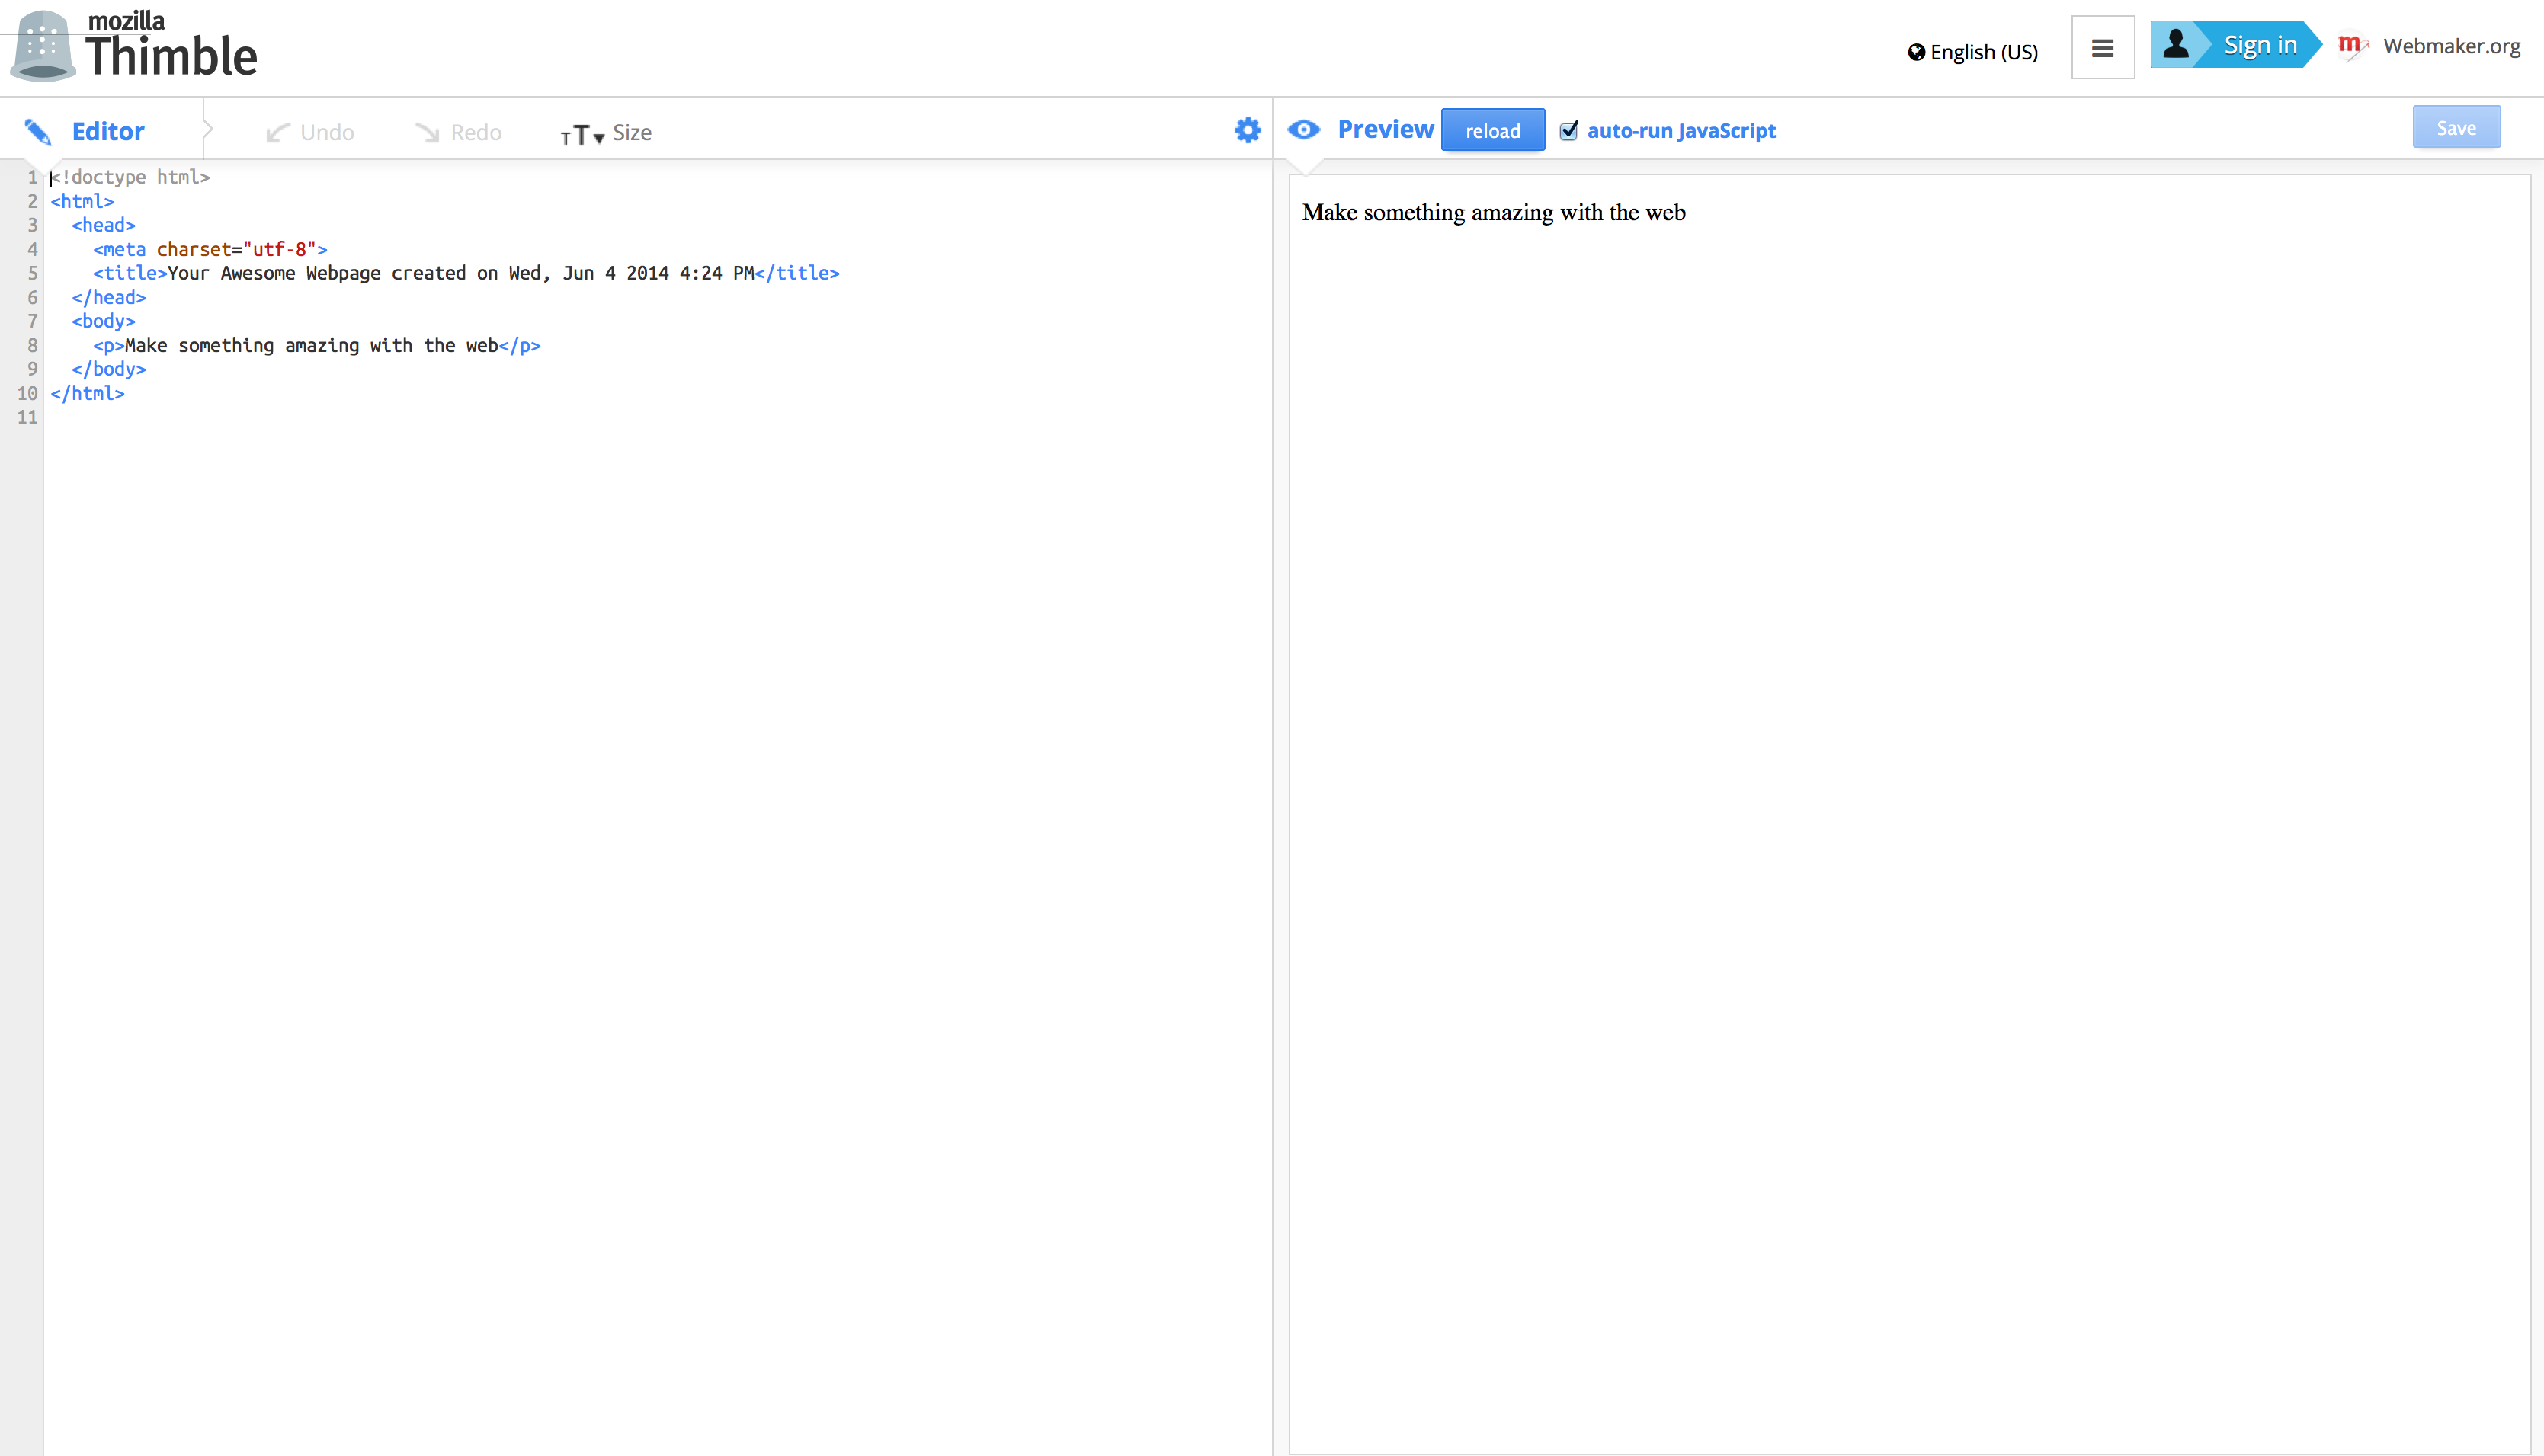 mozilla
Thimble
English (US)
Sign in
m
Webmaker.org
Editor
Undo
Redo
TT Size
Preview
reload
auto-run JavaScript
Save
1 <!doctype html>
2 <html>
3   <head>
4     <meta charset="utf-8">
5     <title>Your Awesome Webpage created on Wed, Jun 4 2014 4:24 PM</title>
6   </head>
7   <body>
8     <p>Make something amazing with the web</p>
9   </body>
10 </html>
11
Make something amazing with the web